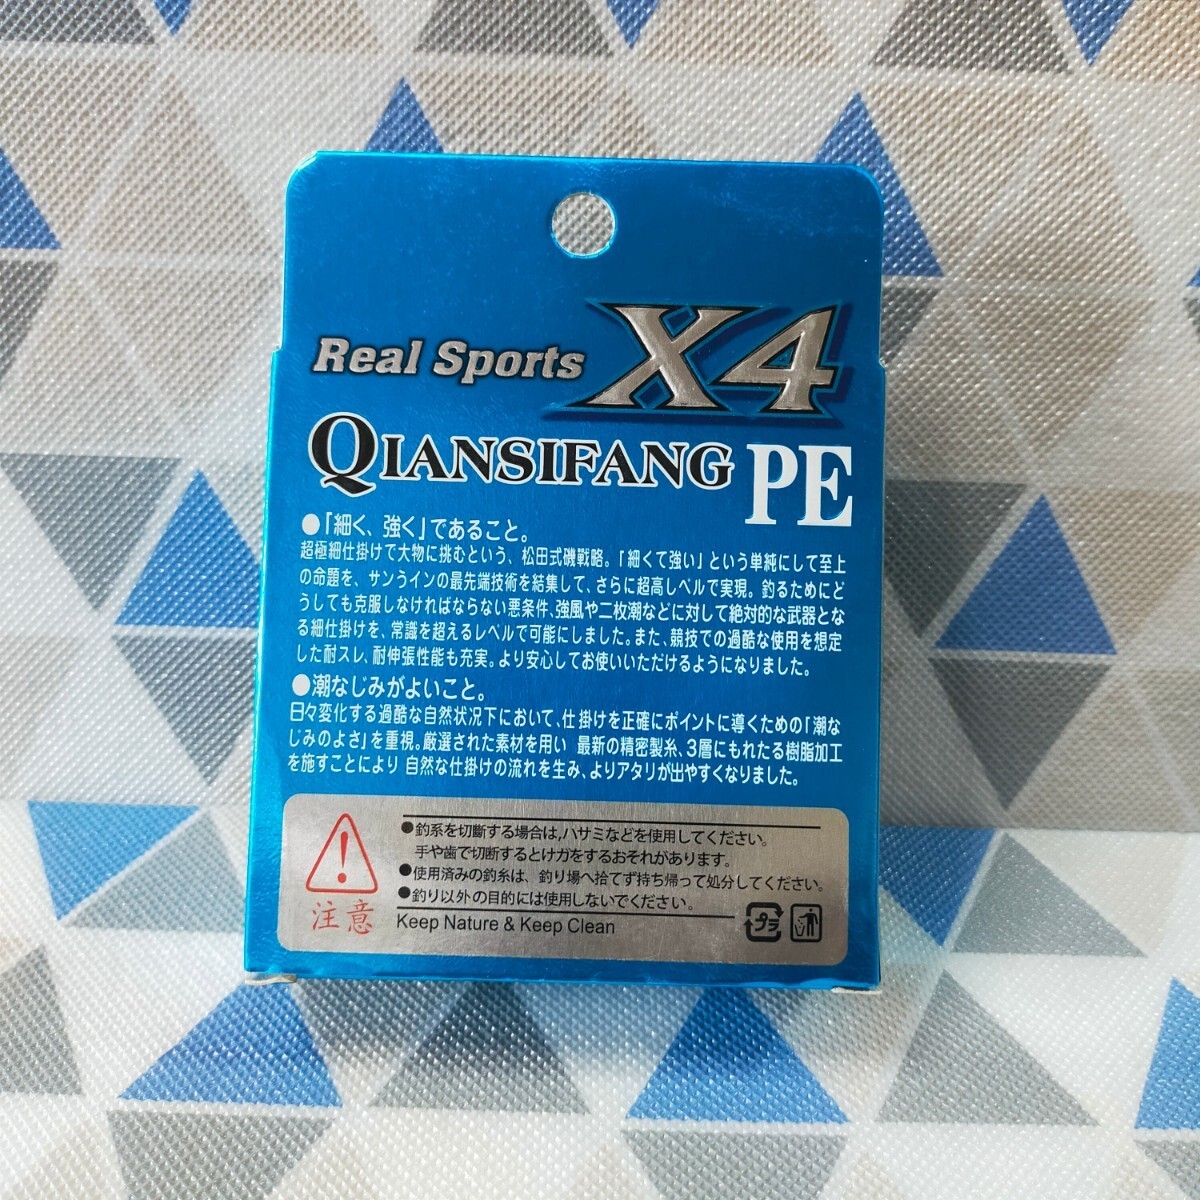 Real Sports X4
QIANSIFANG PE
●「細く、強く」であること。
超極細仕掛けで大物に挑むという、松田式磯戦略。「細くて強い」という単純にして至上
の命題を、サンうインの最先端技術を結集して、さらに超高しベルで実現。釣るためにど
うしても克服しなければならない悪条件、強風や二枚潮などに対して絶対的な武器とな
る細仕掛けを、常識を超えるレベルで可能にしました。また、競技での過酷な使用を想定
した耐スレ、耐伸張性能も充実。より安心してお使いいただけるようになりました。
●潮なじみがよいこと。
日々変化する過酷な自然状況下において、仕掛けを正確にポイントに導くための「潮な
じみのよさ」を重視。厳選された素材を用い 最新の精密製糸、3層にもれたる樹脂加工
を施すことにより 自然な仕掛けの流れを生み、よりアタリが出やすくなりました。
●釣系を切斷する場合は,ハサミなどを使用してください。
手や歯で切断するとけガをするおそれがあります。
●使用済みの釣糸は、釣り場へ捨てず持ち帰って処分してください。
●釣り以外の目的には使用しないでください。
注意
Keep Nature & Keep Clean
プラ